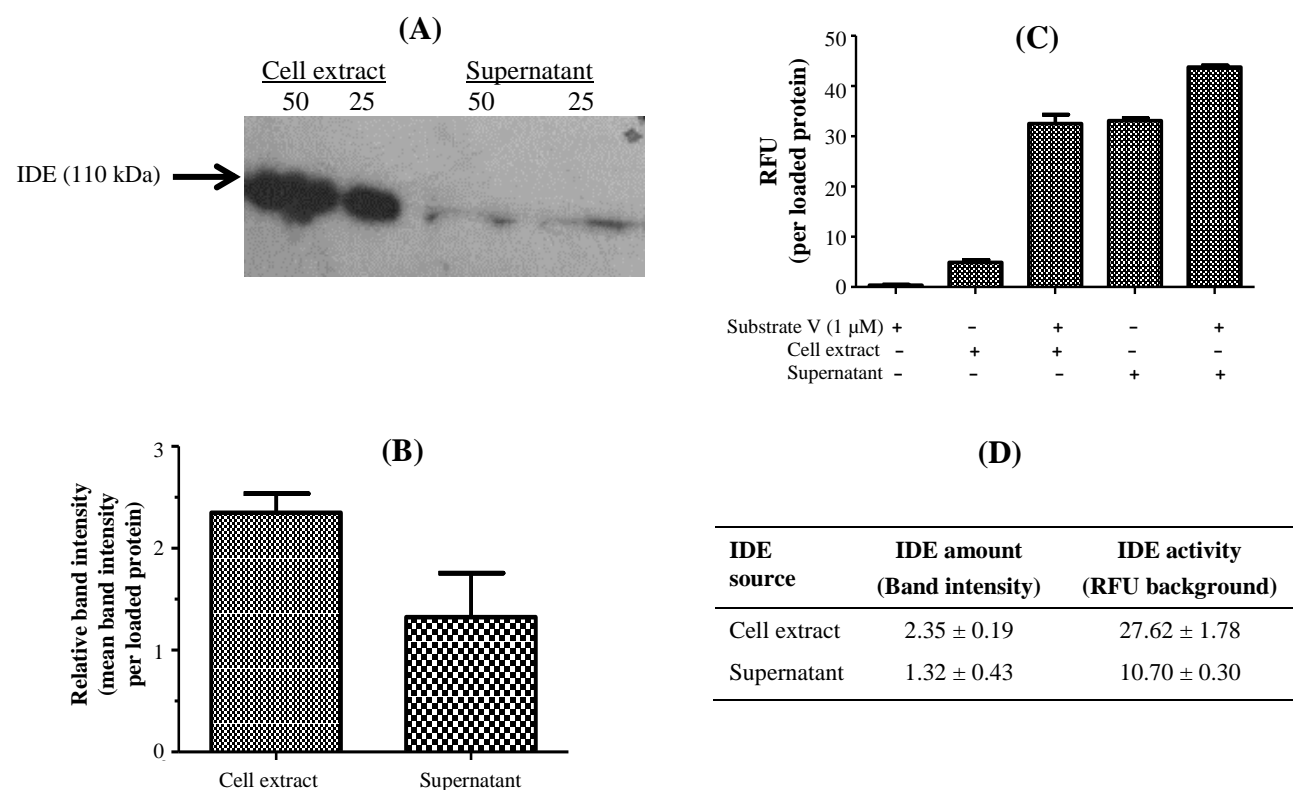 (A)
Cell extract Supernatant
50 25 50 25
IDE (110 kDa)
(C)
RFU
(per loaded protein)
50
40
30
20
10
0
Substrate V (1 µM) + – + – +
Cell extract – + + – –
Supernatant – – – + +
(B)
Relative band intensity
(mean band intensity
per loaded protein)
3
2
1
0
Cell extract Supernatant
(D)
IDE source IDE amount (Band intensity) IDE activity (RFU background)
Cell extract 2.35 ± 0.19 27.62 ± 1.78
Supernatant 1.32 ± 0.43 10.70 ± 0.30